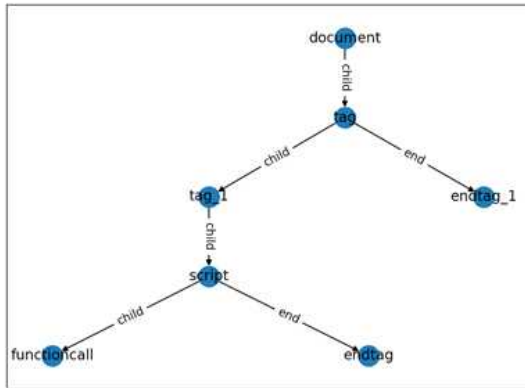 document
child
tag
child
end
tag_1
endtag_1
child
script
child
end
functioncall
endtag